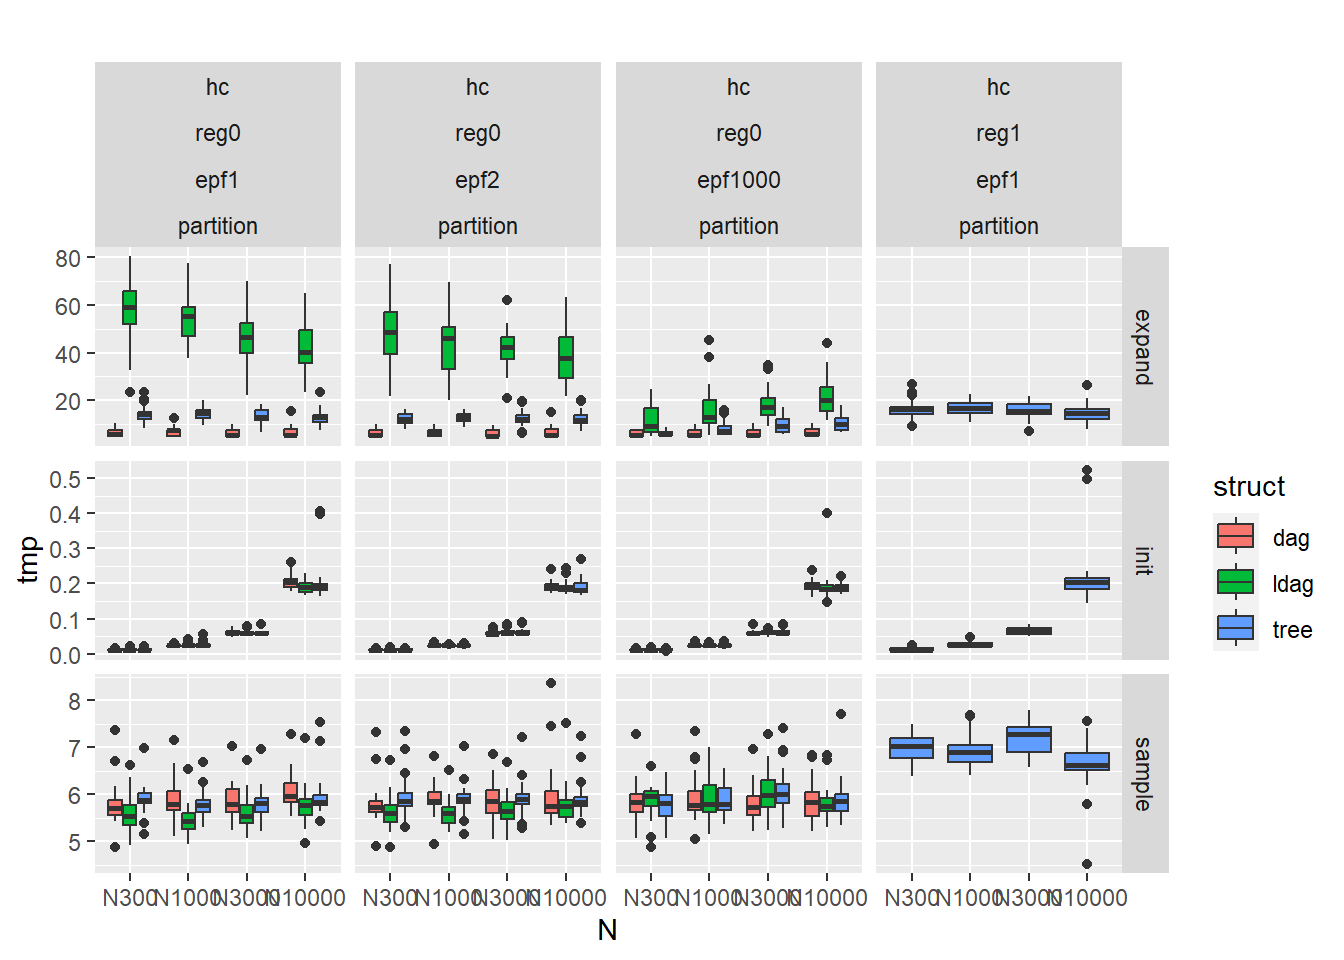 hc hc hc hc
reg0 reg0 reg0 reg1
epf1 epf2 epf1000 epf1
partition partition partition partition
80
60
40
20
expand
0.5
0.4
0.3
0.2
0.1
0.0
init
tmp
8
7
6
5
sample
N300 N1000 N3000 N10000 N300 N1000 N3000 N10000 N300 N1000 N3000 N10000 N300 N1000 N3000 N10000
N
struct
dag
ldag
tree